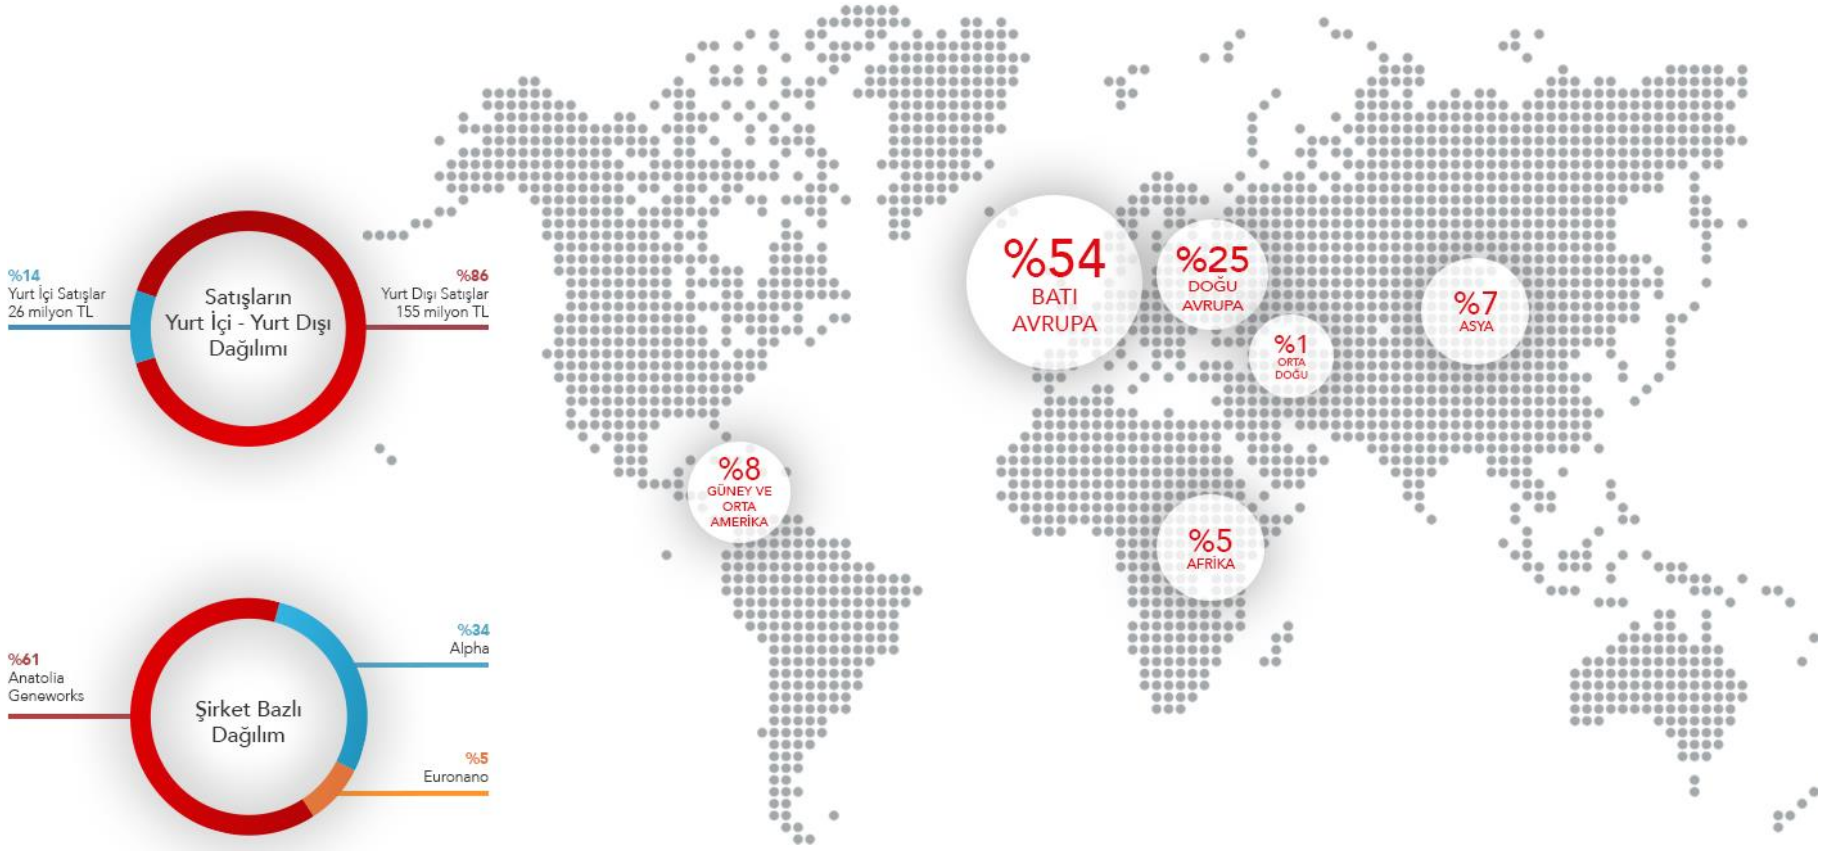 %14
Yurt İçi Satışlar
26 milyon TL
Satışların
Yurt İçi - Yurt Dışı
Dağılımı
%86
Yurt Dışı Satışlar
155 milyon TL
%61
Anatolia
Geneworks
Şirket Bazlı
Dağılım
%34
Alpha
%5
Euronano
%8
GÜNEY VE
ORTA
AMERİKA
%54
BATI
AVRUPA
%25
DOĞU
AVRUPA
%1
ORTA
DOĞU
%7
ASYA
%5
AFRİKA